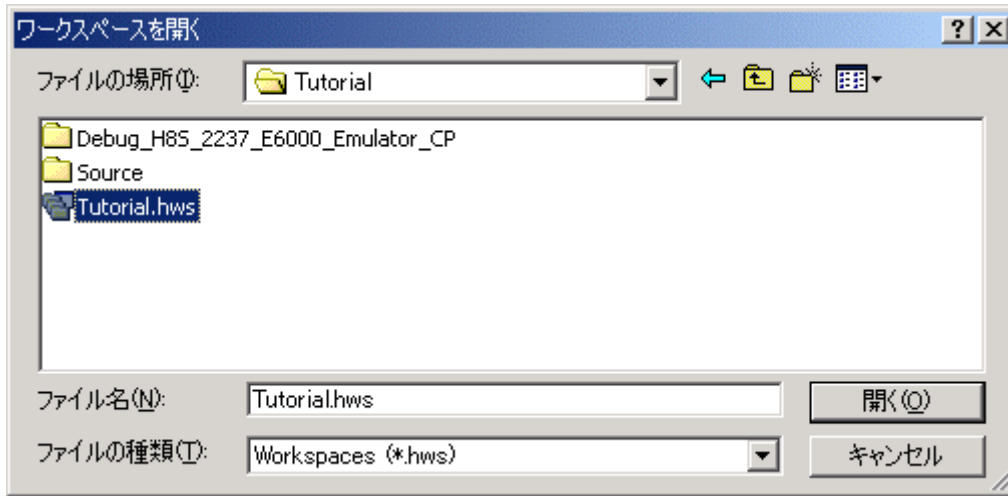 ワークスペースを開く
ファイルの場所(I): Tutorial
Debug_H8S_2237_E6000_Emulator_CP
Source
Tutorial.hws
ファイル名(N): Tutorial.hws 開く(O)
ファイルの種類(T): Workspaces (*.hws) キャンセル